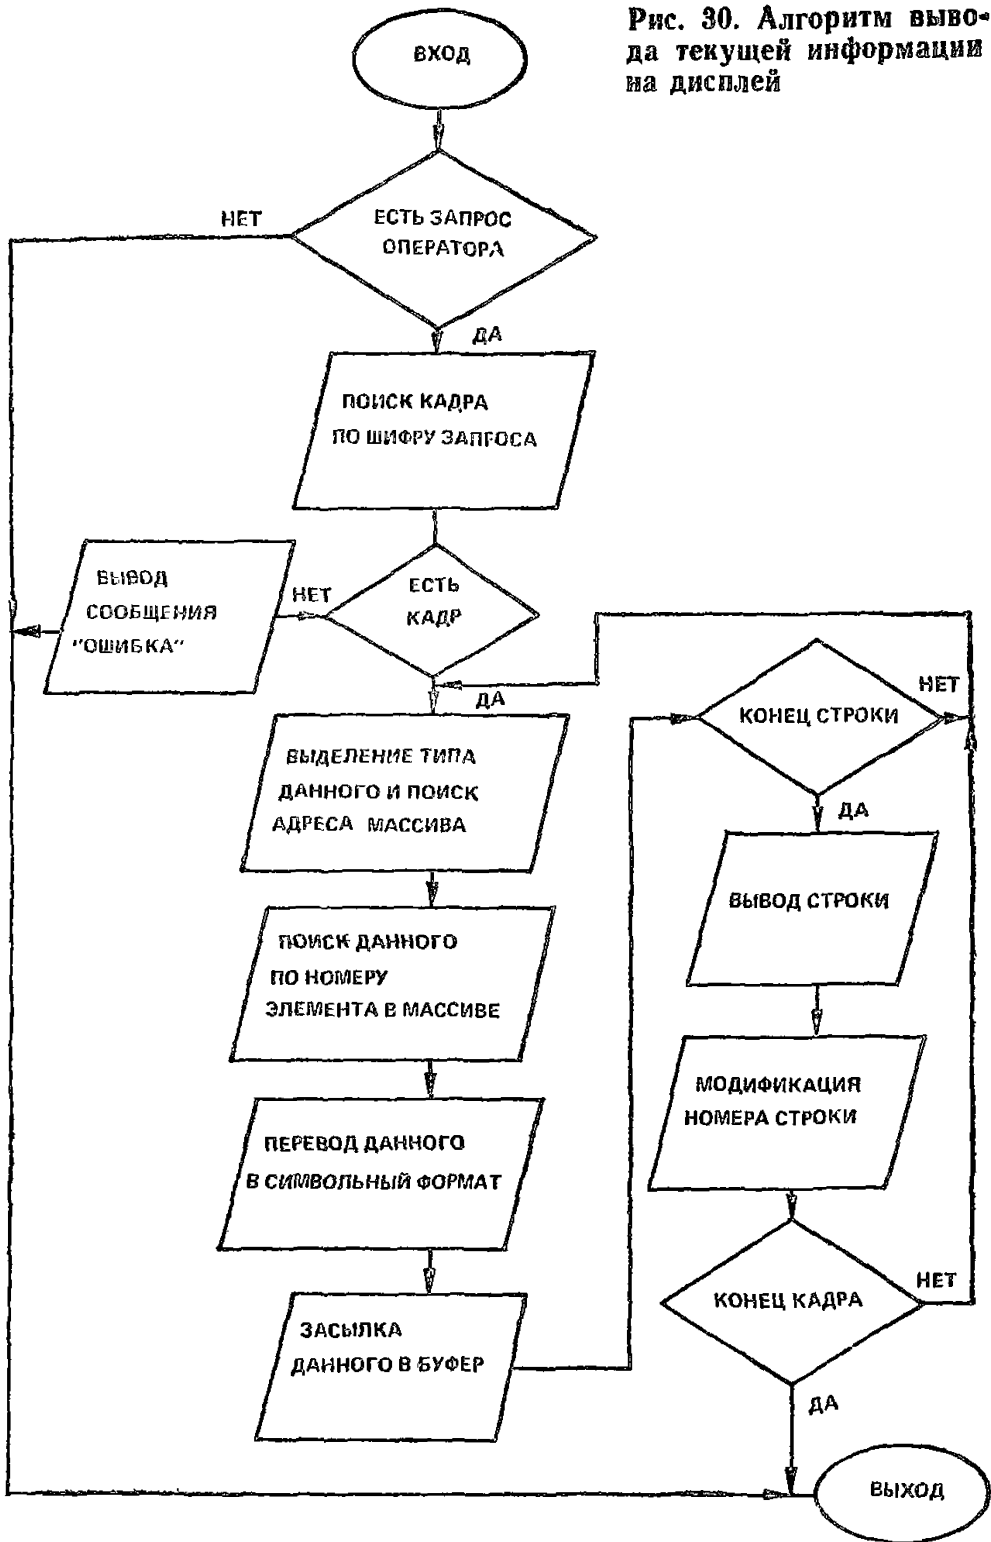 Рис. 30. Алгоритм выво-
да текущей информации
на дисплей
ВХОД
НЕТ
ЕСТЬ ЗАПРОС
ОПЕРАТОРА
ДА
ПОИСК КАДРА
ПО ШИФРУ ЗАПРОСА
ВЫВОД
СООБЩЕНИЯ
"ОШИБКА"
НЕТ
ЕСТЬ
КАДР
ДА
ВЫДЕЛЕНИЕ ТИПА
ДАННОГО И ПОИСК
АДРЕСА МАССИВА
ПОИСК ДАННОГО
ПО НОМЕРУ
ЭЛЕМЕНТА В МАССИВЕ
ПЕРЕВОД ДАННОГО
В СИМВОЛЬНЫЙ ФОРМАТ
ЗАСЫЛКА
ДАННОГО В БУФЕР
КОНЕЦ СТРОКИ
НЕТ
ДА
ВЫВОД СТРОКИ
МОДИФИКАЦИЯ
НОМЕРА СТРОКИ
КОНЕЦ КАДРА
НЕТ
ДА
ВЫХОД